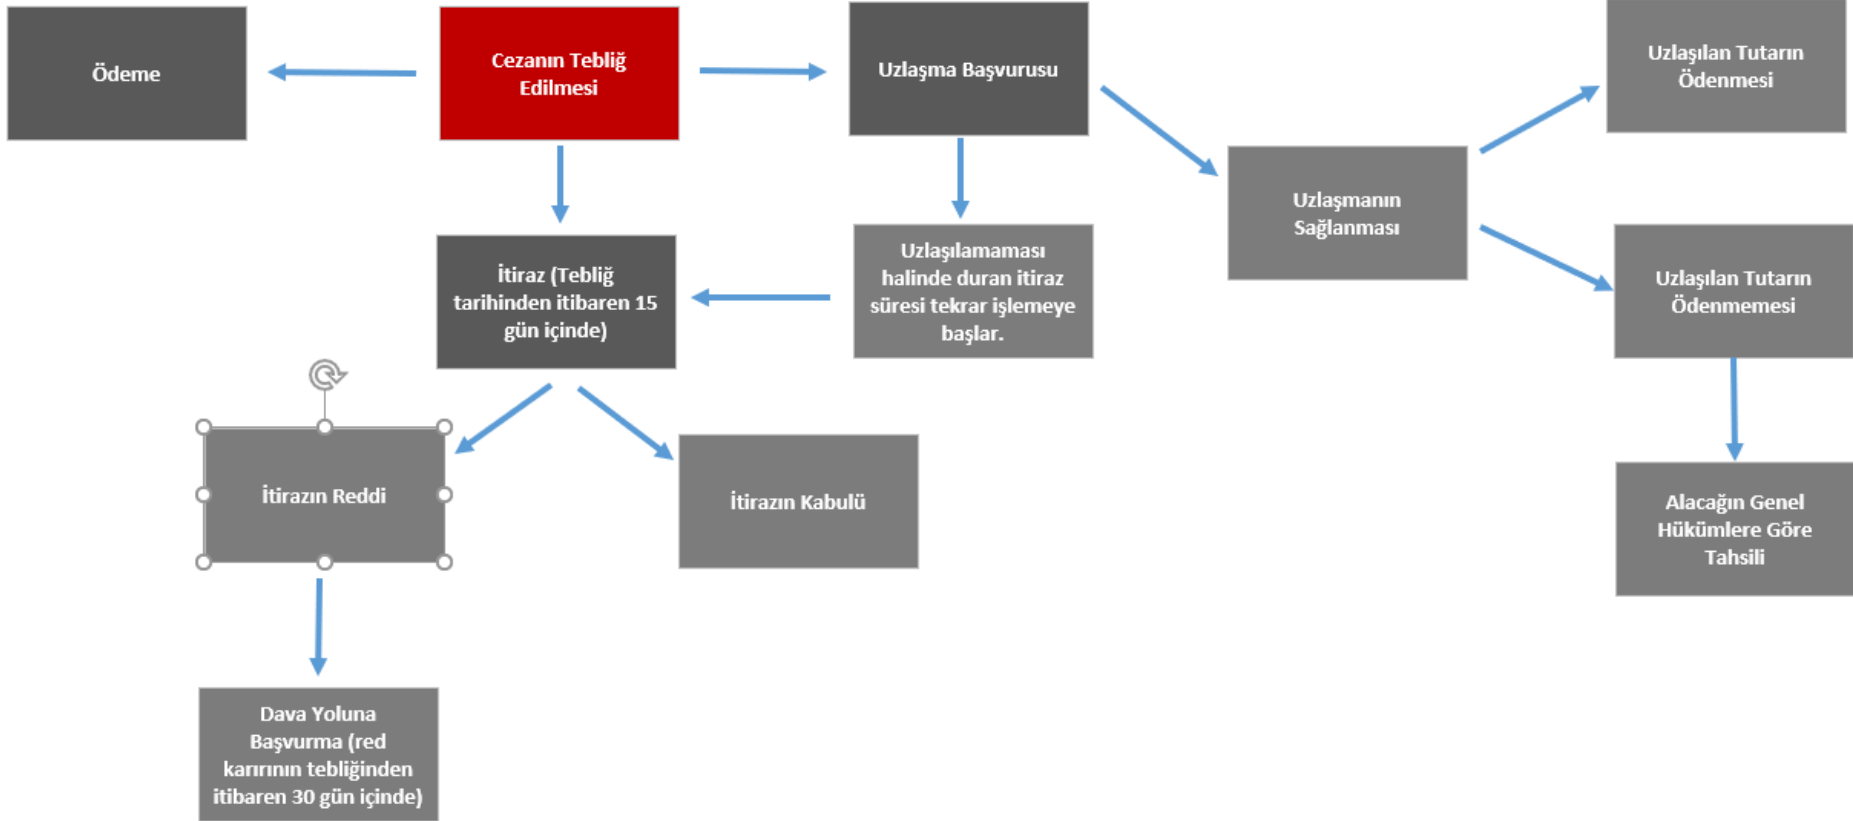 Ödeme
Cezanın Tebliğ
Edilmesi
Uzlaşma Başvurusu
Uzlaşılan Tutarın
Ödenmesi
Uzlaşmanın
Sağlanması
İtiraz (Tebliğ
tarihinden itibaren 15
gün içinde)
Uzlaşılamaması
halinde duran itiraz
süresi tekrar işlemeye
başlar.
Uzlaşılan Tutarın
Ödenmemesi
İtirazın Reddi
İtirazın Kabulü
Alacağın Genel
Hükümlere Göre
Tahsili
Dava Yoluna
Başvurma (red
karırının tebliğinden
itibaren 30 gün içinde)